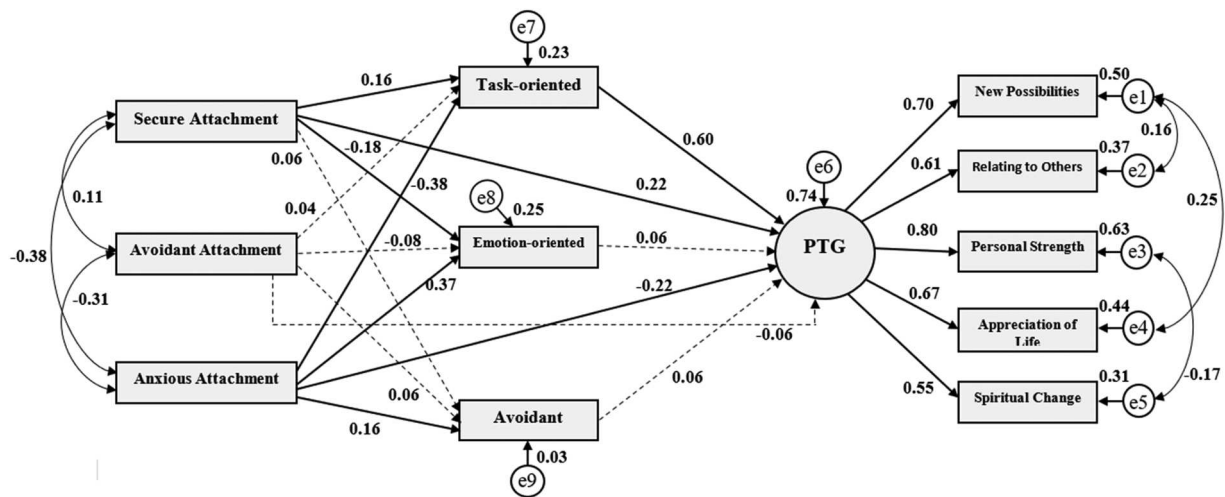 e7
0.23
Task-oriented
0.16
Secure Attachment
0.06
-0.18
-0.38
0.60
0.22
0.11
0.04
e8
0.25
Emotion-oriented
0.06
-0.08
Avoidant Attachment
-0.38
-0.31
0.37
-0.22
-0.06
Anxious Attachment
0.06
0.16
Avoidant
0.06
0.03
e9
e6
0.74
PTG
0.70
0.61
0.80
0.67
0.55
New Possibilities
0.50
e1
0.16
Relating to Others
0.37
e2
0.25
Personal Strength
0.63
e3
Appreciation of
Life
0.44
e4
-0.17
Spiritual Change
0.31
e5